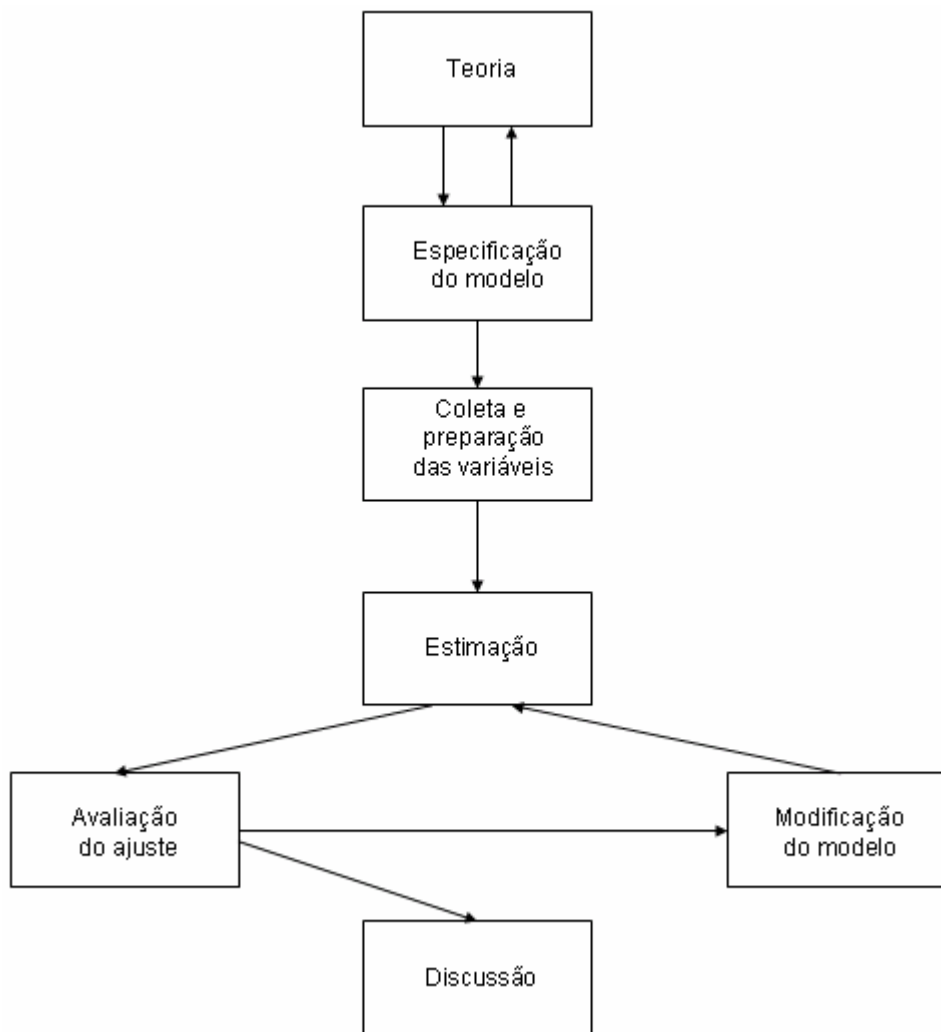 Teoria
Especificação
do modelo
Coleta e
preparação
das variáveis
Estimação
Avaliação
do ajuste
Modificação
do modelo
Discussão